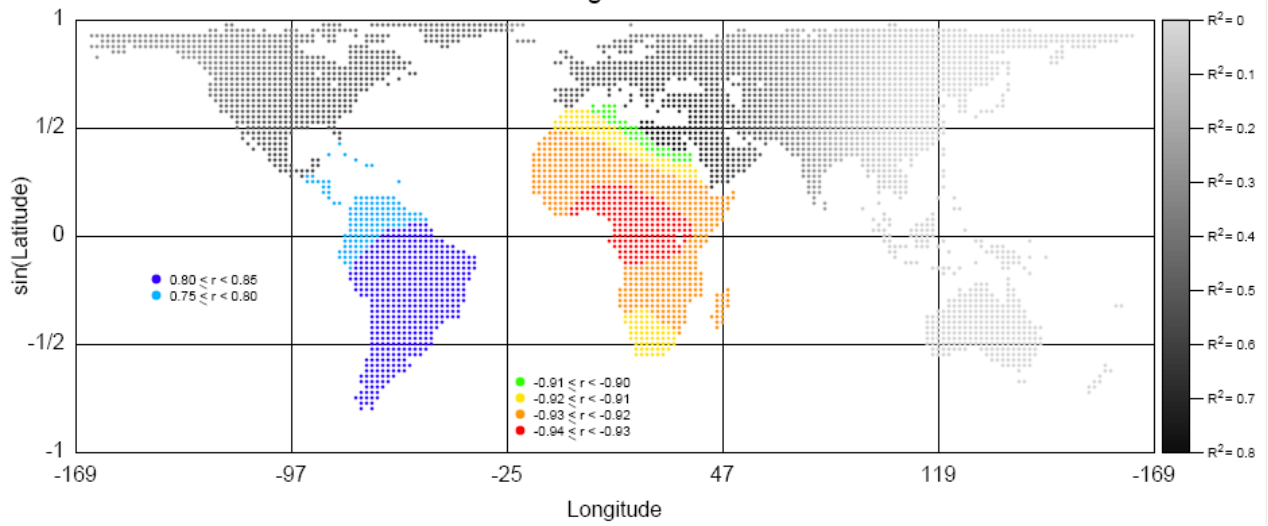 1
1/2
0
-1/2
-1
sin(Latitude)
-169
-97
-25
47
119
-169
Longitude
0.80 ≤ r < 0.85
0.75 ≤ r < 0.80
-0.91 ≤ r < -0.90
-0.92 ≤ r < -0.91
-0.93 ≤ r < -0.92
-0.94 ≤ r < -0.93
R²= 0
R²= 0.1
R²= 0.2
R²= 0.3
R²= 0.4
R²= 0.5
R²= 0.6
R²= 0.7
R²= 0.8